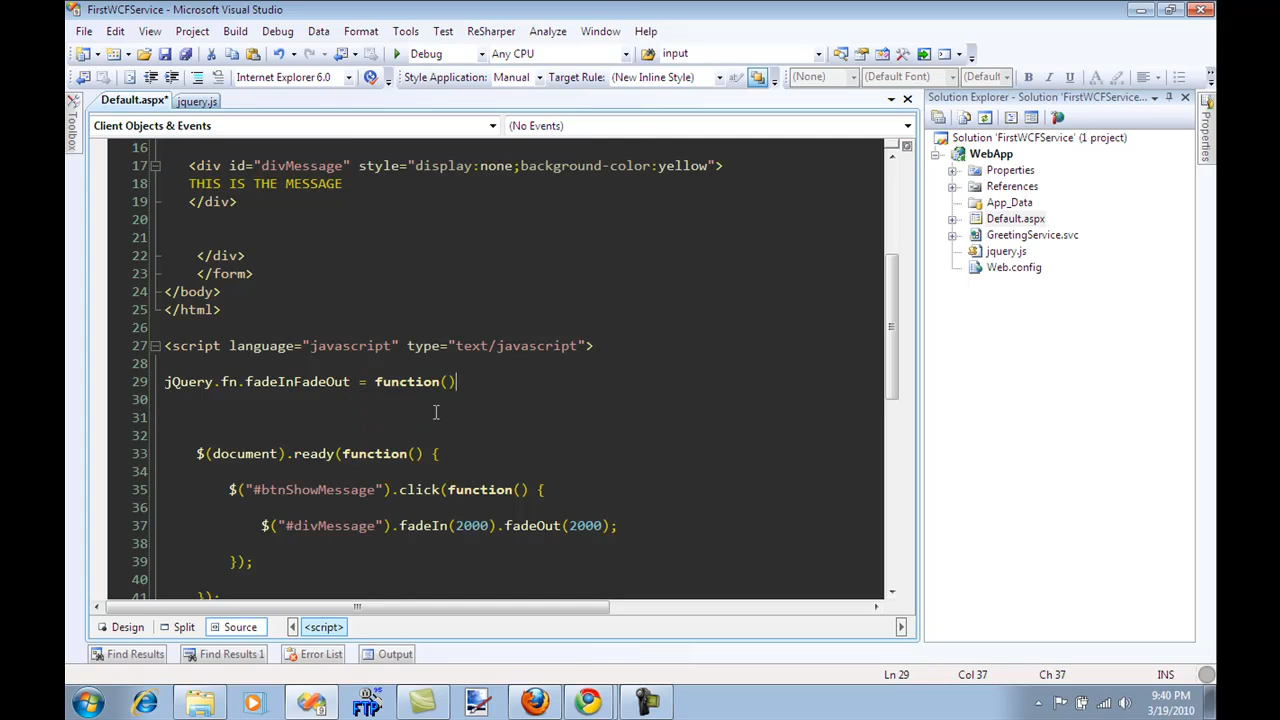 FirstWCFService - Microsoft Visual Studio
File Edit View Project Build Debug Data Format Tools Test ReSharper Analyze Window Help
Debug Any CPU input
Internet Explorer 6.0 Style Application: Manual Target Rule: (New Inline Style) (None) (Default Font) (Default B I U A
Default.aspx* jquery.js
Toolbox
Client Objects & Events (No Events)
16
17 <div id="divMessage" style="display:none;background-color:yellow">
18 THIS IS THE MESSAGE
19 </div>
20
21
22 </div>
23 </form>
24 </body>
25 </html>
26
27 <script language="javascript" type="text/javascript">
28
29 jQuery.fn.fadeInFadeOut = function()
30
31
32
33 $(document).ready(function() {
34
35 $("#btnShowMessage").click(function() {
36
37 $("#divMessage").fadeIn(2000).fadeOut(2000);
38
39 });
40
41 });
Design Split Source <script>
Solution Explorer - Solution 'FirstWCFService...
Properties
Solution 'FirstWCFService' (1 project)
WebApp
Properties
References
App_Data
Default.aspx
GreetingService.svc
jquery.js
Web.config
Find Results Find Results 1 Error List Output
Ln 29 Col 37 Ch 37 INS
FTP
9:40 PM
3/19/2010